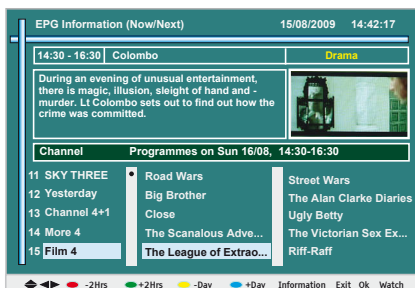 EPG Information (Now/Next) 15/08/2009 14:42:17
14:30 - 16:30 Colombo Drama
During an evening of unusual entertainment,
there is magic, illusion, sleight of hand and -
murder. Lt Colombo sets out to find out how the
crime was committed.
Channel Programmes on Sun 16/08, 14:30-16:30
11 SKY THREE • Road Wars Street Wars
12 Yesterday Big Brother The Alan Clarke Diaries
13 Channel 4+1 Close Ugly Betty
14 More 4 The Scanalous Adve... The Victorian Sex Ex...
15 Film 4 The League of Extrao... Riff-Raff
-2Hrs +2Hrs -Day +Day Information Exit Ok Watch